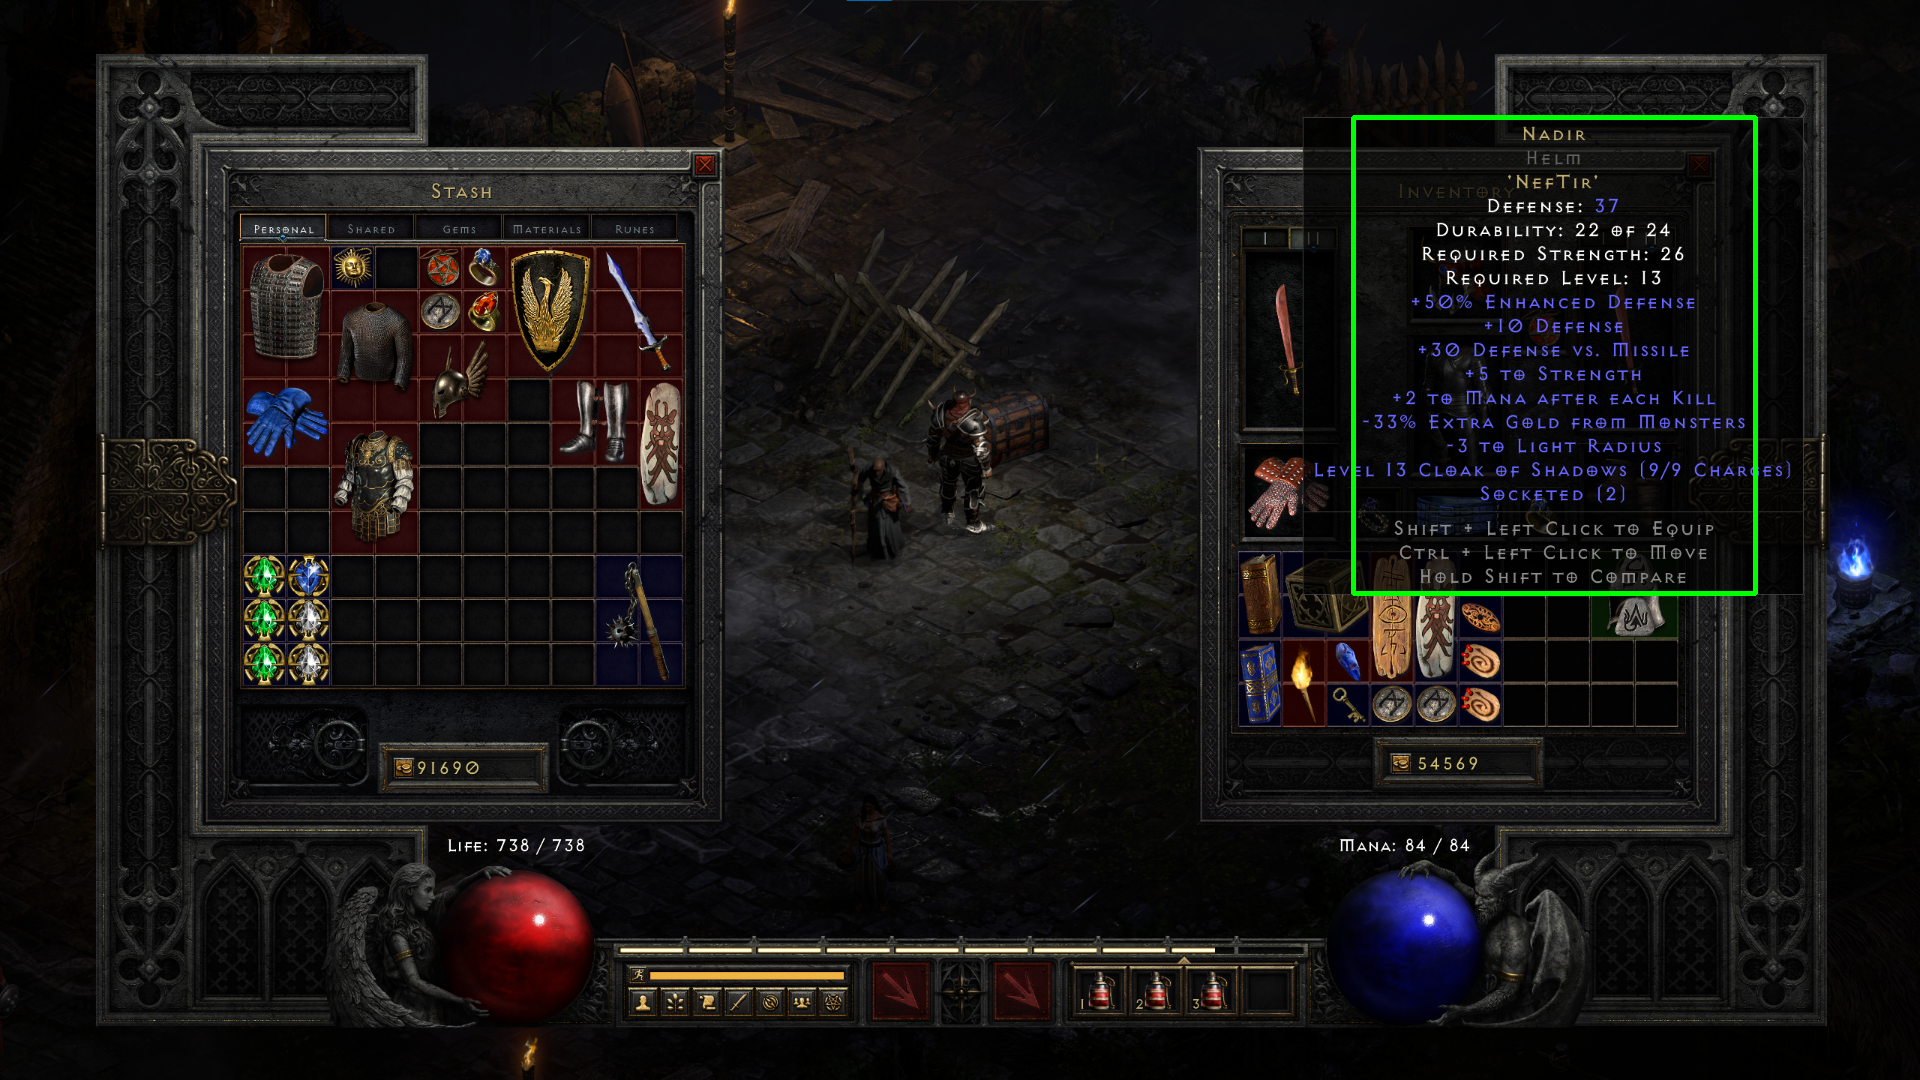 Stash
Personal
Shared
Gems
Materials
Runes
91690
Inventory
I
II
Nadir
Helm
'NefTir'
Defense: 37
Durability: 22 of 24
Required Strength: 26
Required Level: 13
+50% Enhanced Defense
+10 Defense
+30 Defense vs. Missile
+5 to Strength
+2 to Mana after each Kill
-33% Extra Gold from Monsters
-3 to Light Radius
Level 13 Cloak of Shadows (9/9 Charges)
Socketed (2)
Shift + Left Click to Equip
Ctrl + Left Click to Move
Hold Shift to Compare
54569
Life: 738 / 738
Mana: 84 / 84
1
2
3